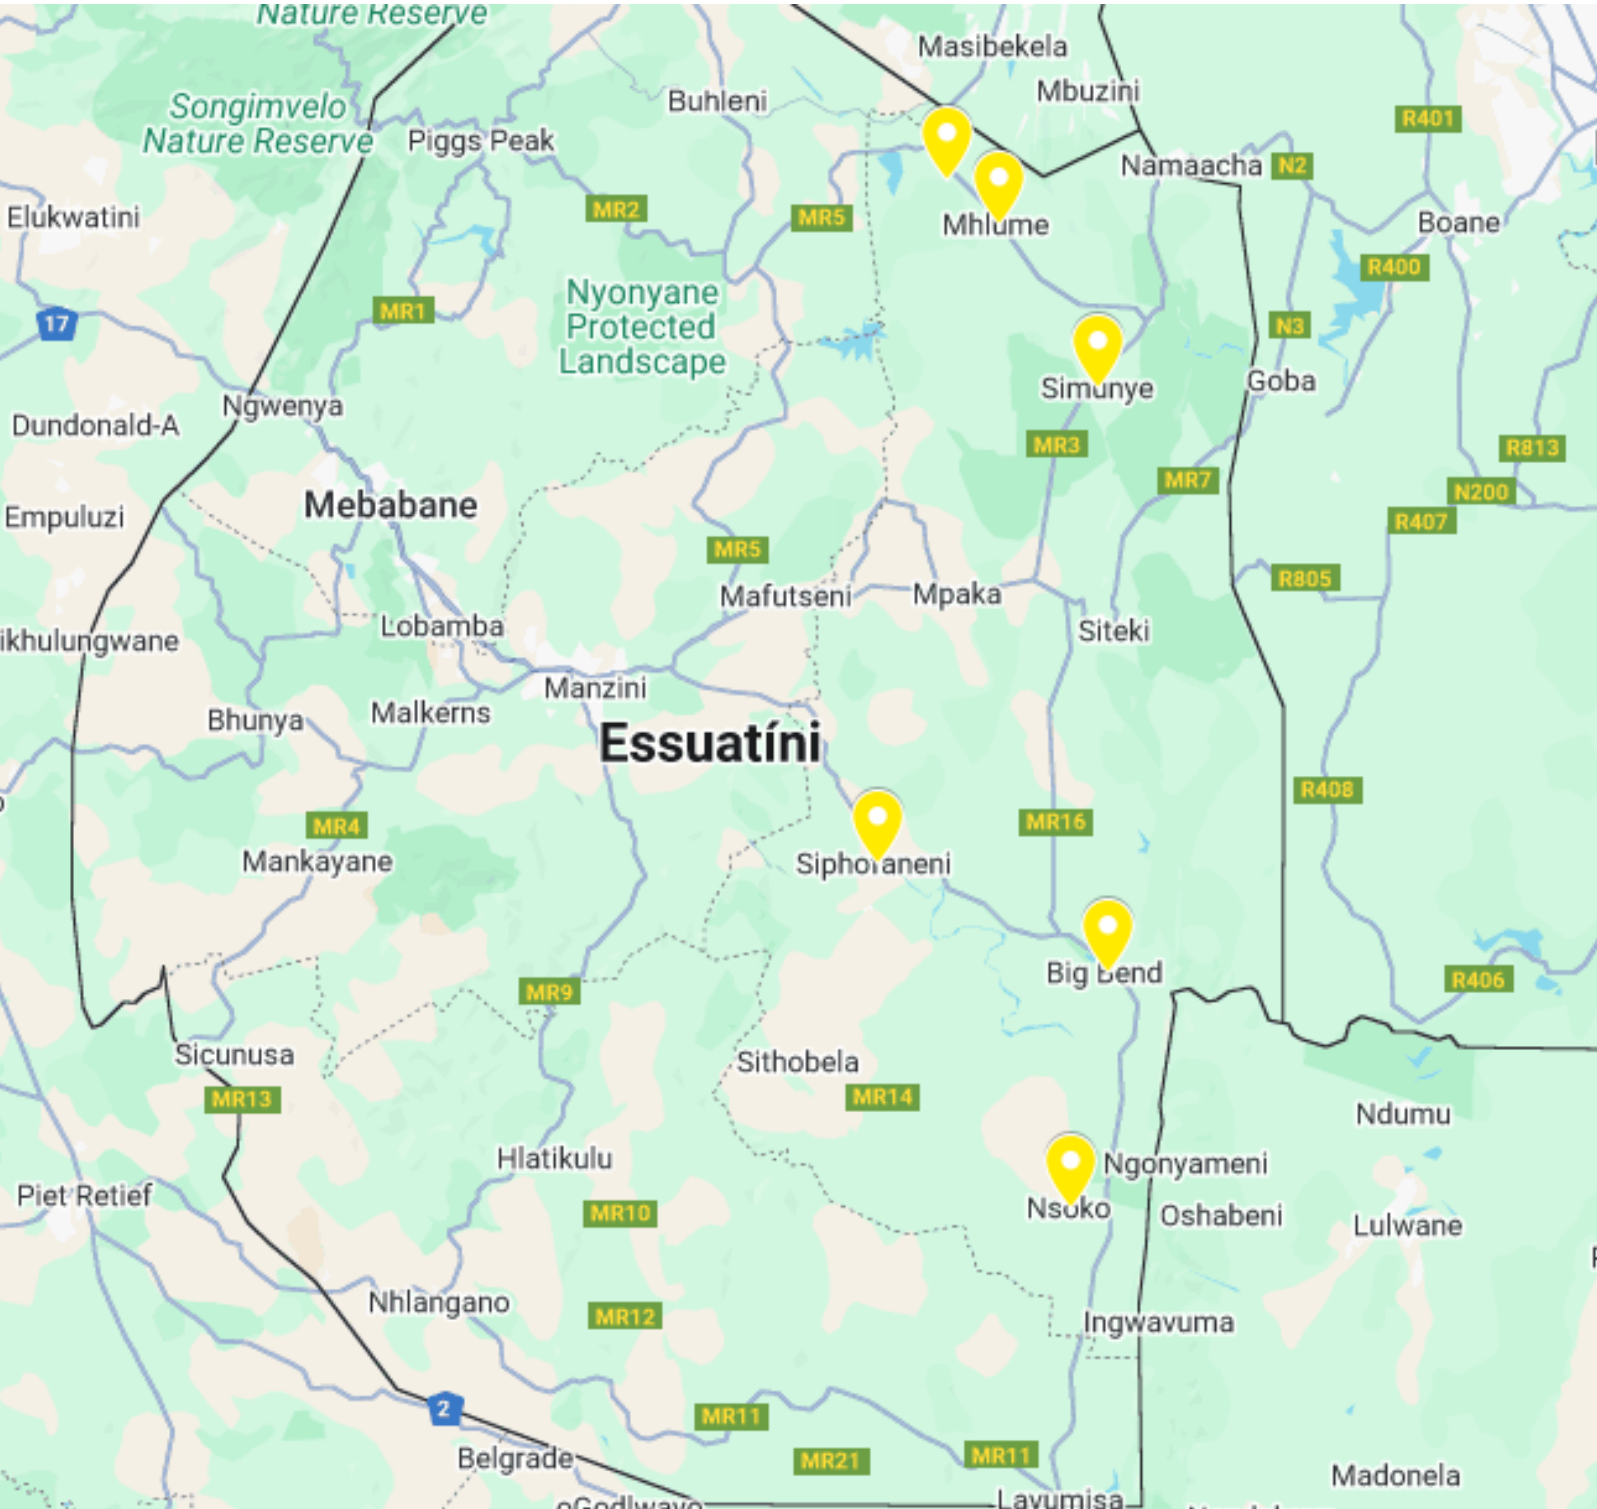 Nature Reserve
Masibekela
Mbuzini
Buhleni
Songimvelo
Nature Reserve
R401
Piggs Peak
Namaacha
N2
Elukwatini
MR2
MR5
Mhlume
Boane
R400
Nyonyane
Protected
Landscape
MR1
17
N3
Simunye
Goba
Ngwenya
Dundonald-A
MR3
R813
MR7
N200
Mebabane
Empuluzi
R407
MR5
R805
Mafutseni
Mpaka
Lobamba
Siteki
ikhulungwane
Manzini
Bhunya
Malkerns
Essuatíni
R408
MR16
MR4
Mankayane
Siphofaneni
Big Bend
R406
MR9
Sicunusa
Sithobela
MR13
MR14
Ndumu
Hlatikulu
Ngonyameni
Piet Retief
Nsoko
Oshabeni
MR10
Lulwane
Nhlangano
MR12
Ingwavuma
2
MR11
Belgrade
MR21
MR11
Madonela
Lavumisa